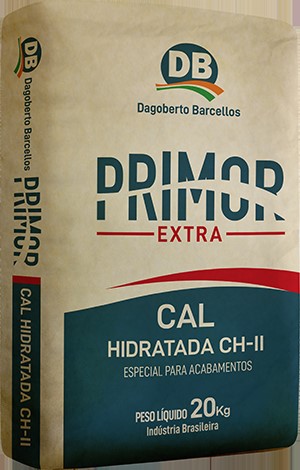 DB
Dagoberto Barcellos
PRIMOR
EXTRA
CAL
HIDRATADA CH-II
ESPECIAL PARA ACABAMENTOS
PESO LÍQUIDO 20Kg
Indústria Brasileira
DB
Dagoberto Barcellos
PRIMOR
CAL HIDRATADA CH-II